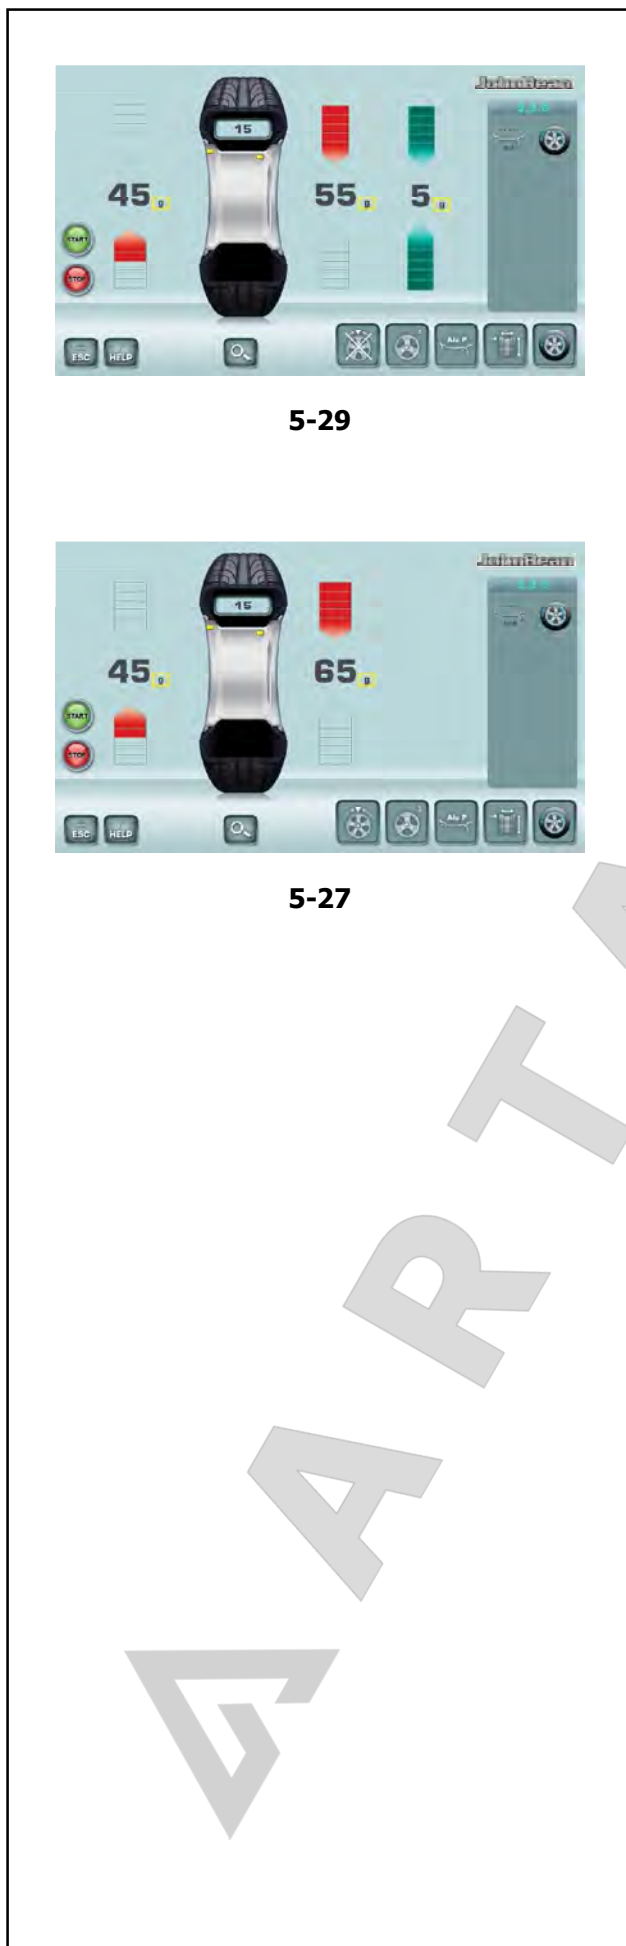 JohnBean
15
45 g
55 g
5 g
START
STOP
ESC
HELP
Alu P
5-29
JohnBean
15
45 g
65 g
START
STOP
ESC
HELP
Alu P
5-27
GARTA